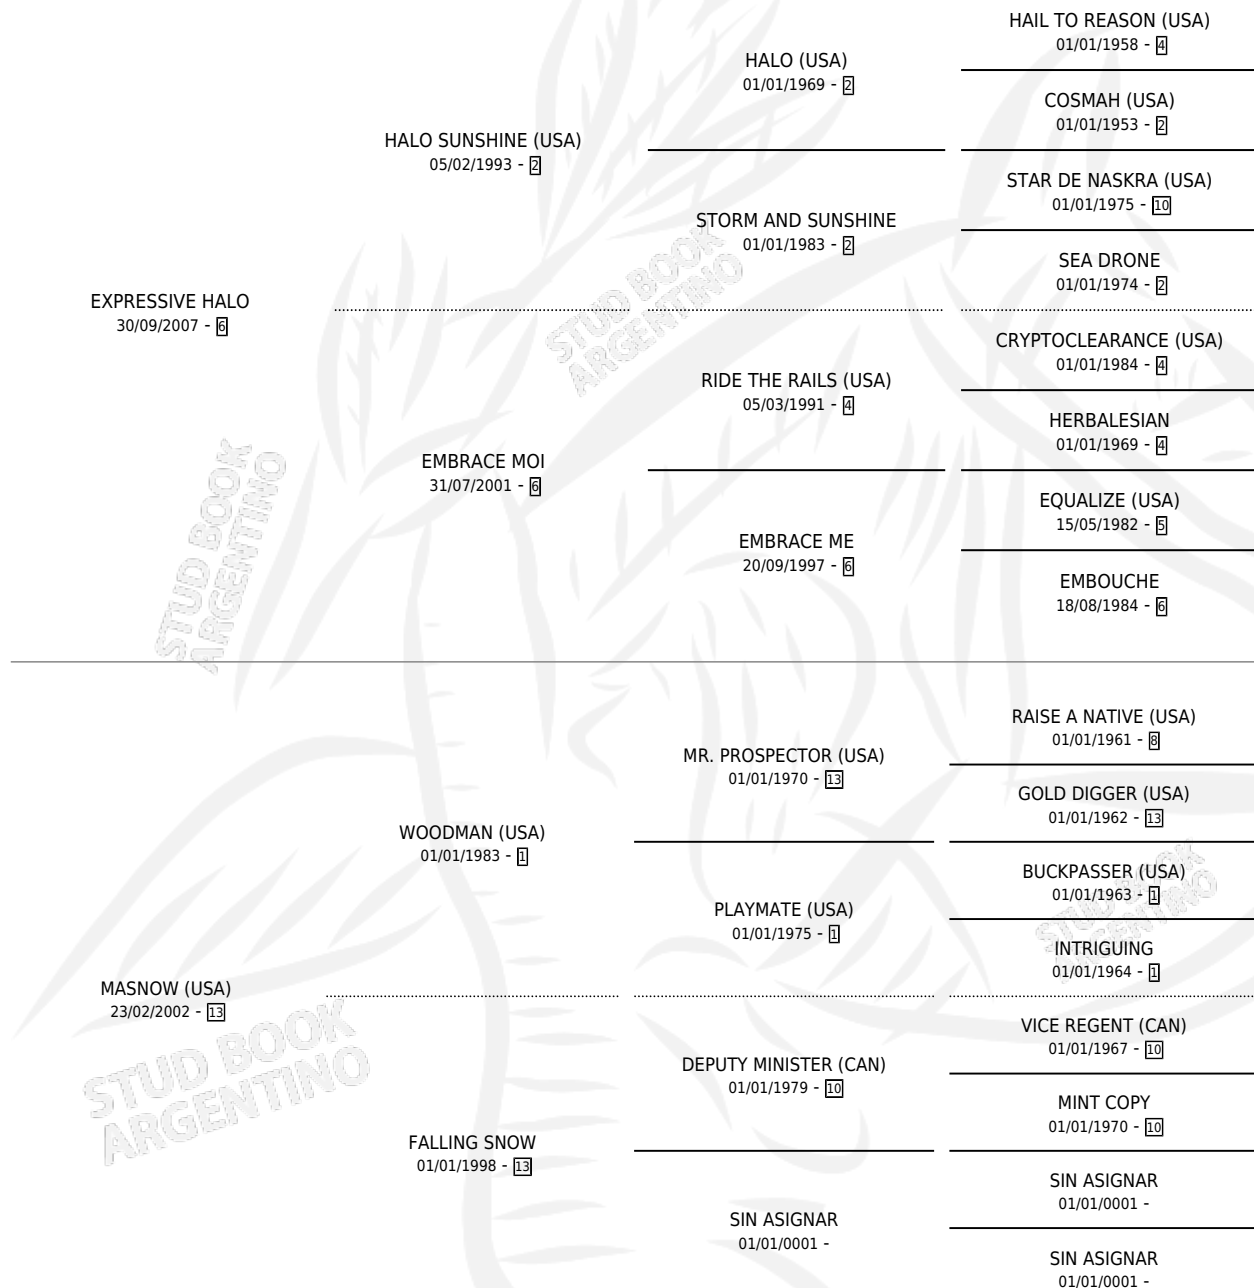 HAIL TO REASON (USA)
01/01/1958 - 4
HALO (USA)
01/01/1969 - 2
COSMAH (USA)
01/01/1953 - 2
HALO SUNSHINE (USA)
05/02/1993 - 2
STAR DE NASKRA (USA)
01/01/1975 - 10
STORM AND SUNSHINE
01/01/1983 - 2
SEA DRONE
01/01/1974 - 2
EXPRESSIVE HALO
30/09/2007 - 6
CRYPTOCLEARANCE (USA)
01/01/1984 - 4
RIDE THE RAILS (USA)
05/03/1991 - 4
HERBALESIAN
01/01/1969 - 4
EMBRACE MOI
31/07/2001 - 6
EQUALIZE (USA)
15/05/1982 - 5
EMBRACE ME
20/09/1997 - 6
EMBOUCHE
18/08/1984 - 6
RAISE A NATIVE (USA)
01/01/1961 - 8
MR. PROSPECTOR (USA)
01/01/1970 - 13
GOLD DIGGER (USA)
01/01/1962 - 13
WOODMAN (USA)
01/01/1983 - 1
BUCKPASSER (USA)
01/01/1963 - 1
PLAYMATE (USA)
01/01/1975 - 1
INTRIGUING
01/01/1964 - 1
MASNOW (USA)
23/02/2002 - 13
VICE REGENT (CAN)
01/01/1967 - 10
DEPUTY MINISTER (CAN)
01/01/1979 - 10
MINT COPY
01/01/1970 - 10
FALLING SNOW
01/01/1998 - 13
SIN ASIGNAR
01/01/0001 -
SIN ASIGNAR
01/01/0001 -
SIN ASIGNAR
01/01/0001 -
STUD BOOK
ARGENTINO
STUD BOOK
ARGENTINO
STUD BOOK
ARGENTINO
STUD BOOK
ARGENTINO